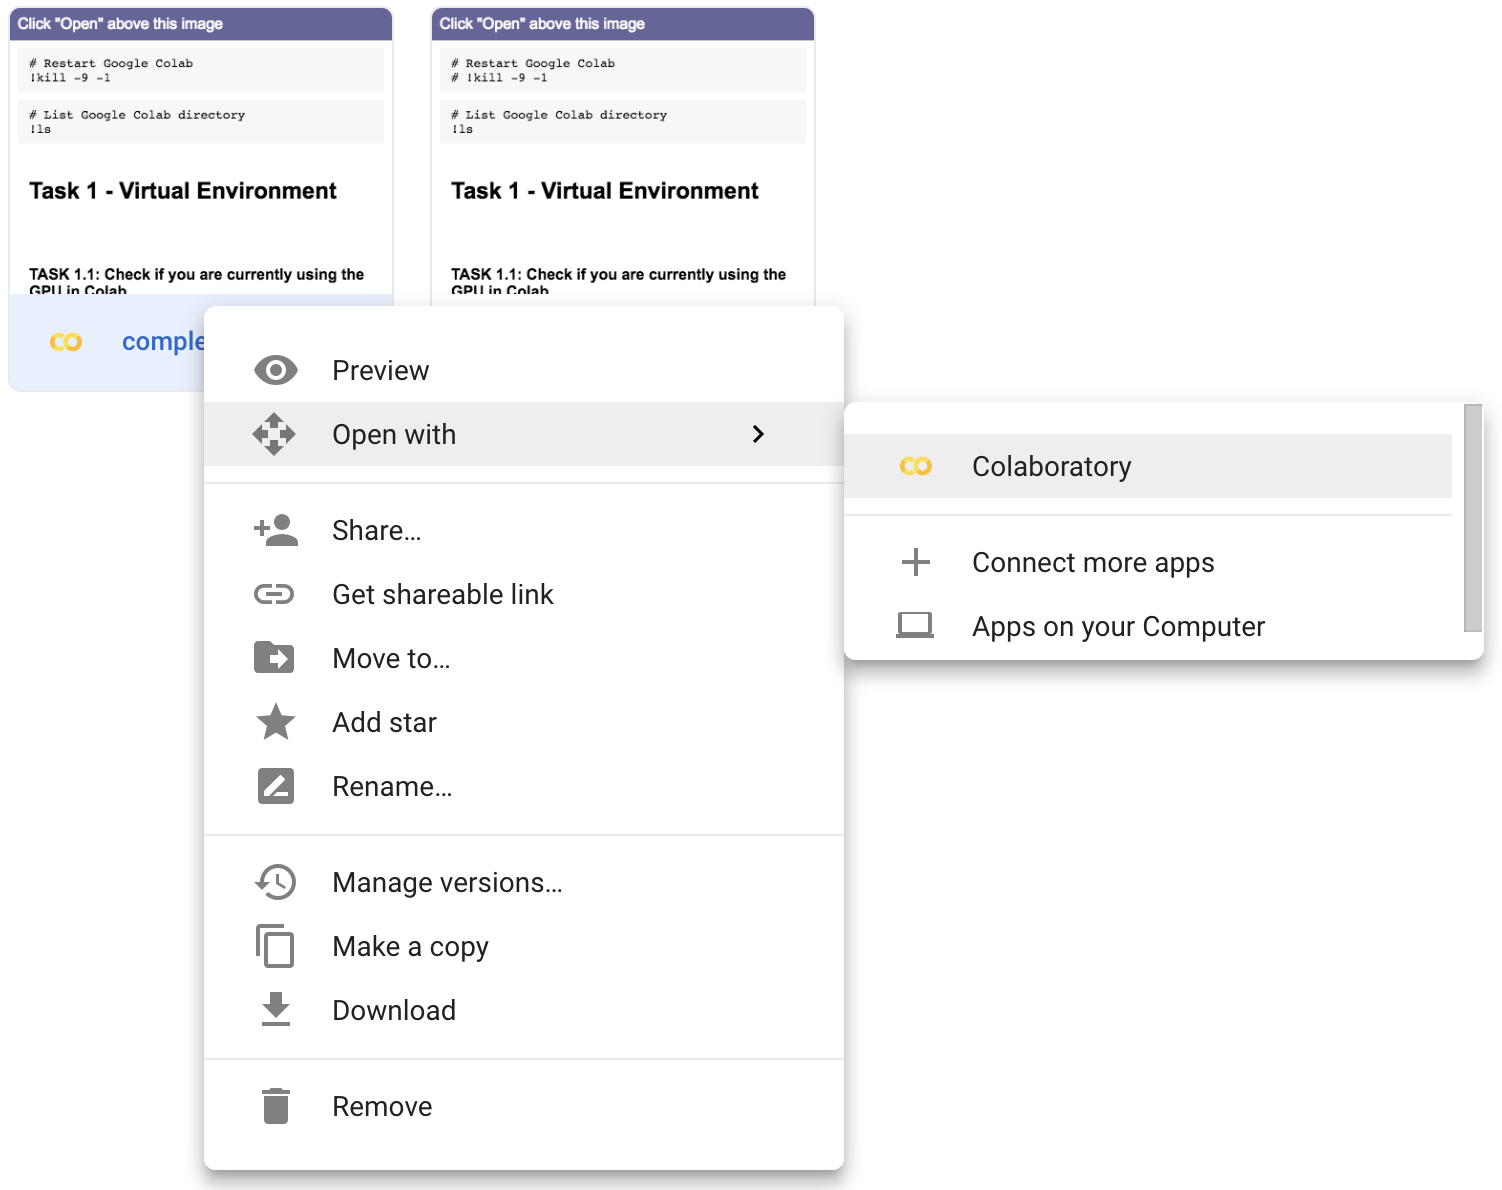 Click "Open" above this image
# Restart Google Colab
!kill -9 -1
# List Google Colab directory
!ls
Task 1 - Virtual Environment
TASK 1.1: Check if you are currently using the
GPU in Colab
Click "Open" above this image
# Restart Google Colab
# !kill -9 -1
# List Google Colab directory
!ls
Task 1 - Virtual Environment
TASK 1.1: Check if you are currently using the
GPU in Colab
comple
Preview
Open with
Share…
Get shareable link
Move to…
Add star
Rename…
Manage versions…
Make a copy
Download
Remove
Colaboratory
Connect more apps
Apps on your Computer